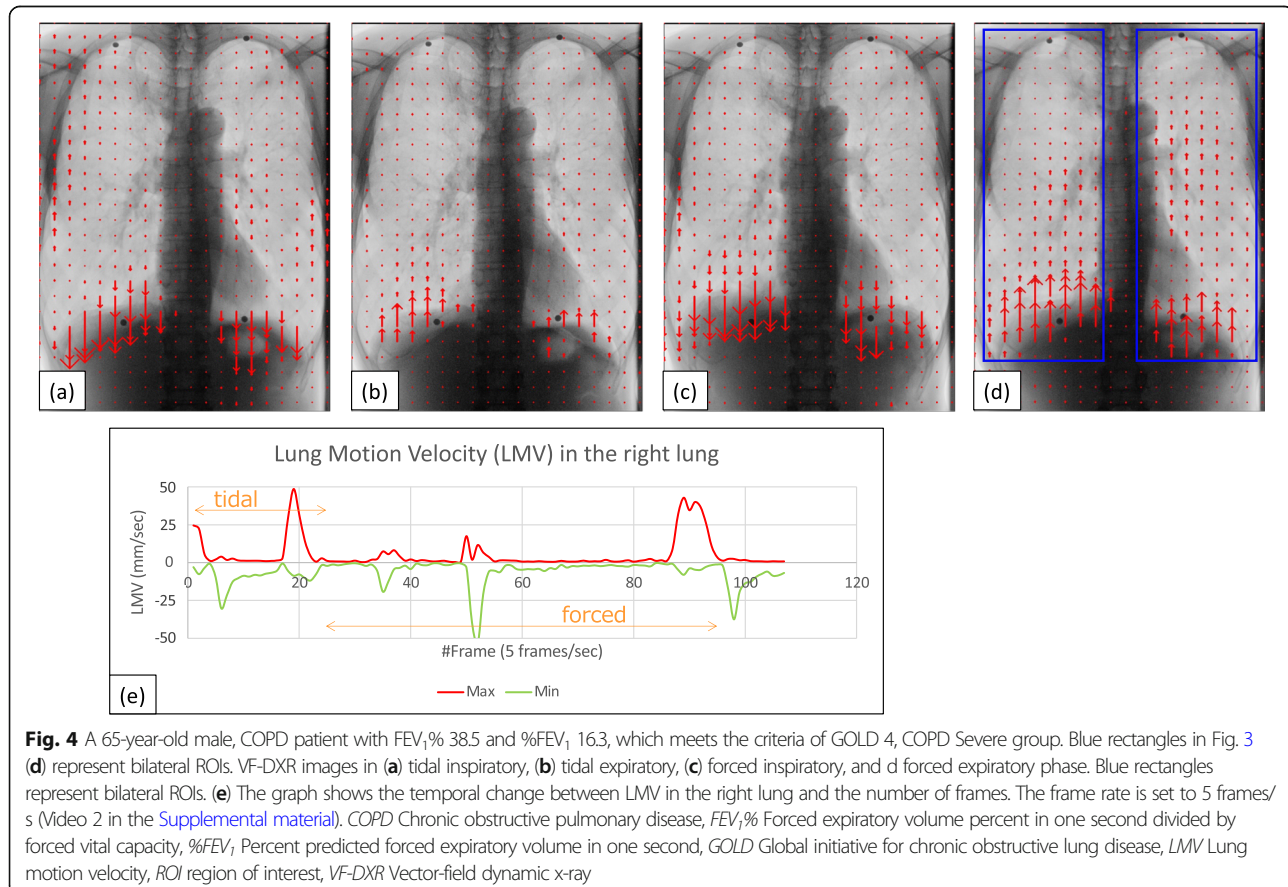 (a)
(b)
(c)
(d)
Lung Motion Velocity (LMV) in the right lung
LMV (mm/sec)
50
25
0
-25
-50
tidal
forced
0 20 40 60 80 100 120
#Frame (5 frames/sec)
Max Min
(e)
Fig. 4 A 65-year-old male, COPD patient with FEV1% 38.5 and %FEV1 16.3, which meets the criteria of GOLD 4, COPD Severe group. Blue rectangles in Fig. 3
(d) represent bilateral ROIs. VF-DXR images in (a) tidal inspiratory, (b) tidal expiratory, (c) forced inspiratory, and d forced expiratory phase. Blue rectangles
represent bilateral ROIs. (e) The graph shows the temporal change between LMV in the right lung and the number of frames. The frame rate is set to 5 frames/
s (Video 2 in the Supplemental material). COPD Chronic obstructive pulmonary disease, FEV1% Forced expiratory volume percent in one second divided by
forced vital capacity, %FEV1 Percent predicted forced expiratory volume in one second, GOLD Global initiative for chronic obstructive lung disease, LMV Lung
motion velocity, ROI region of interest, VF-DXR Vector-field dynamic x-ray